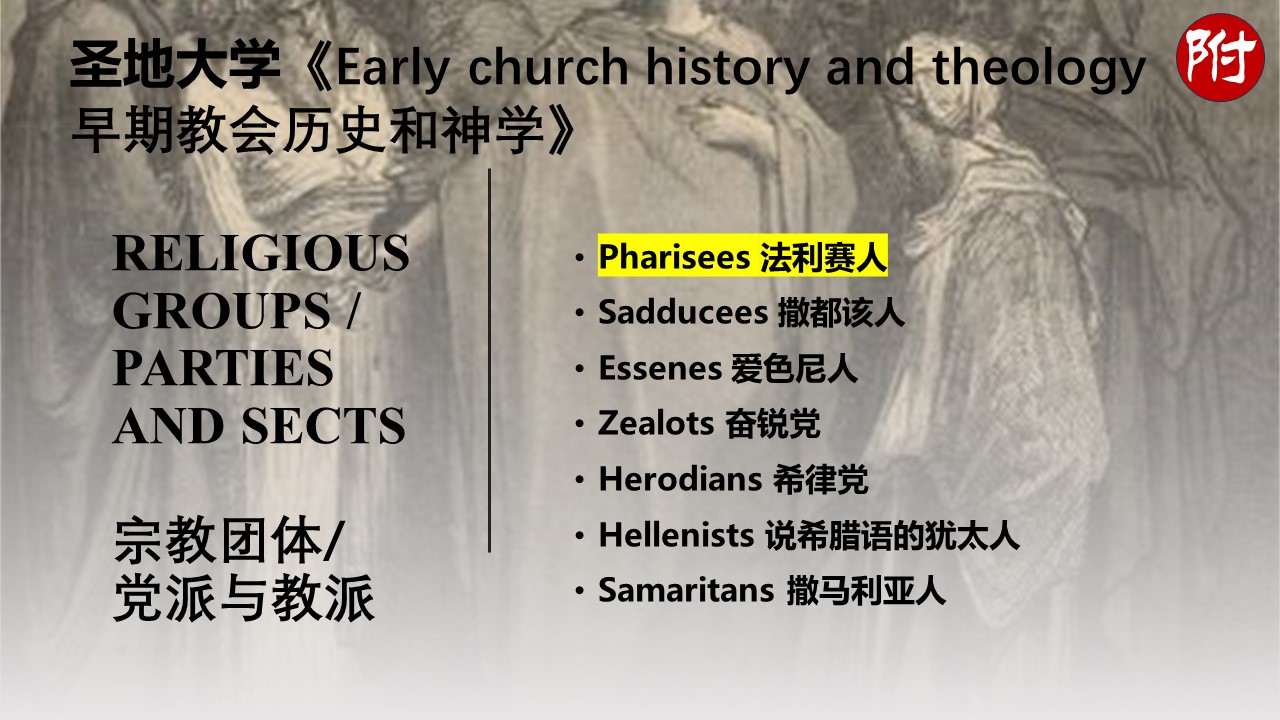 圣地大学《Early church history and theology
早期教会历史和神学》
附
RELIGIOUS
GROUPS /
PARTIES
AND SECTS
宗教团体/
党派与教派
• Pharisees 法利赛人
• Sadducees 撒都该人
• Essenes 爱色尼人
• Zealots 奋锐党
• Herodians 希律党
• Hellenists 说希腊语的犹太人
• Samaritans 撒马利亚人